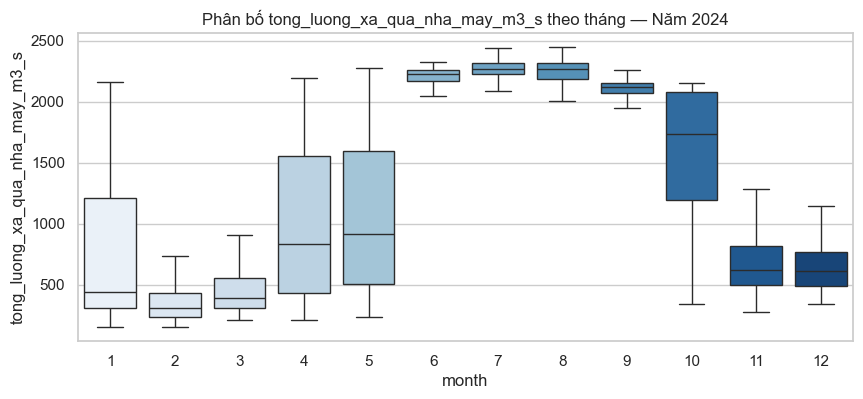 Phân bố tong_luong_xa_qua_nha_may_m3_s theo tháng — Năm 2024
tong_luong_xa_qua_nha_may_m3_s
2500
2000
1500
1000
500
1 2 3 4 5 6 7 8 9 10 11 12
month